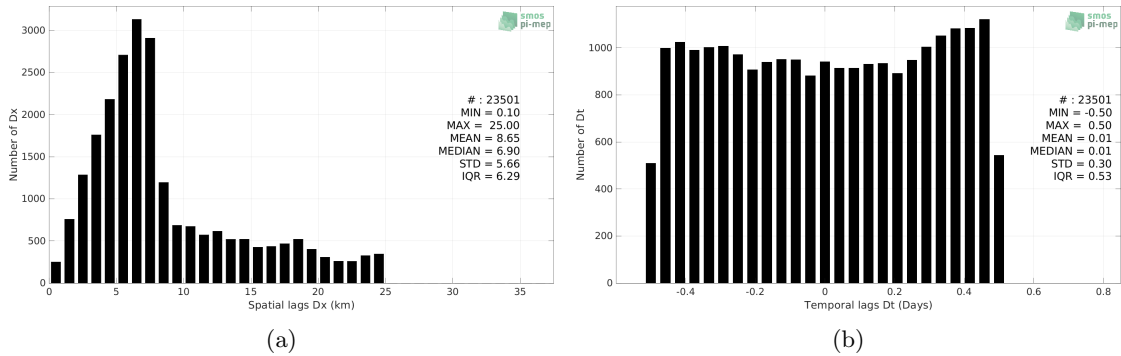 smos
pi-mep
3000
2500
2000
1500
1000
500
0
Number of Dx
# : 23501
MIN = 0.10
MAX = 25.00
MEAN = 8.65
MEDIAN = 6.90
STD = 5.66
IQR = 6.29
0 5 10 15 20 25 30 35
Spatial lags Dx (km)
(a)
smos
pi-mep
1000
800
600
400
200
0
Number of Dt
# : 23501
MIN = -0.50
MAX = 0.50
MEAN = 0.01
MEDIAN = 0.01
STD = 0.30
IQR = 0.53
-0.4 -0.2 0 0.2 0.4 0.6 0.8
Temporal lags Dt (Days)
(b)